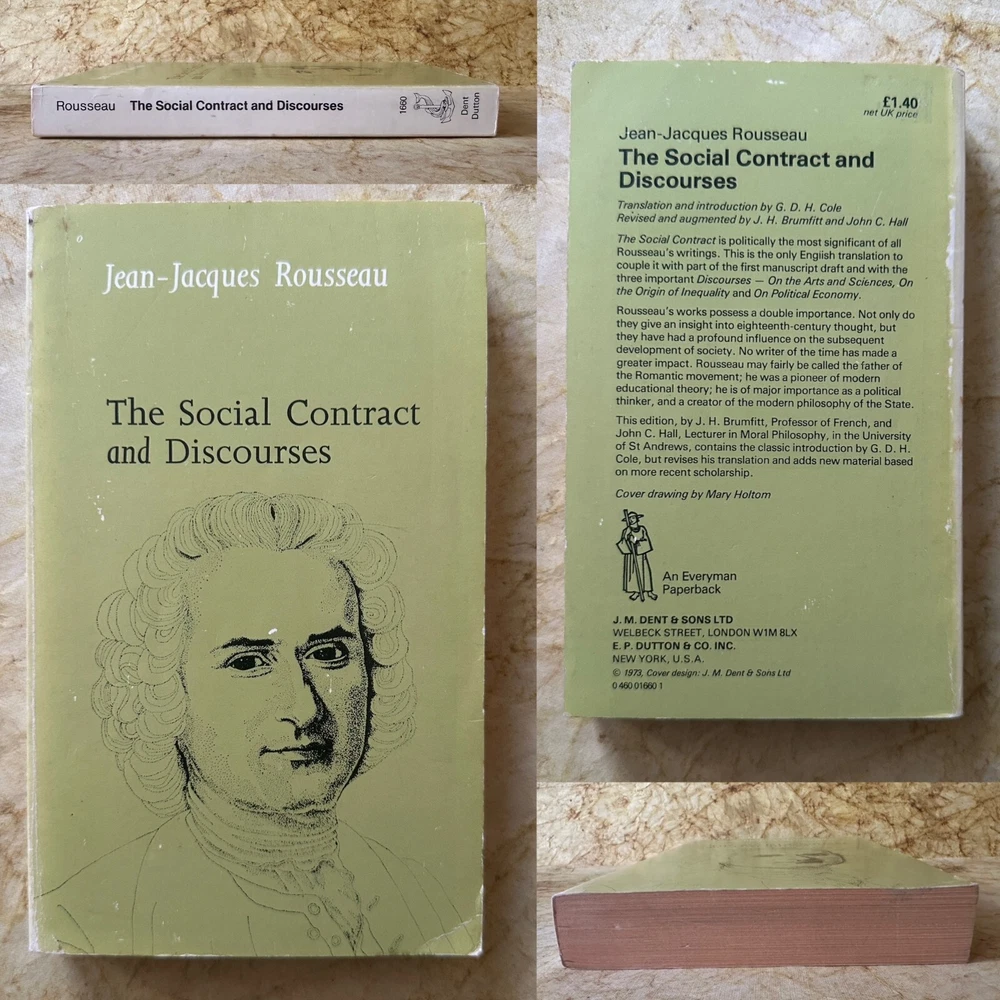 Rousseau The Social Contract and Discourses
1660
Dent
Dutton
Jean-Jacques Rousseau
The Social Contract
and Discourses
£1.40
net UK price
Jean-Jacques Rousseau
The Social Contract and
Discourses
Translation and introduction by G. D. H. Cole
Revised and augmented by J. H. Brumfitt and John C. Hall
The Social Contract is politically the most significant of all
Rousseau's writings. This is the only English translation to
couple it with part of the first manuscript draft and with the
three important Discourses — On the Arts and Sciences, On
the Origin of Inequality and On Political Economy.
Rousseau's works possess a double importance. Not only do
they give an insight into eighteenth-century thought, but
they have had a profound influence on the subsequent
development of society. No writer of the time has made a
greater impact. Rousseau may fairly be called the father of
the Romantic movement; he was a pioneer of modern
educational theory; he is of major importance as a political
thinker, and a creator of the modern philosophy of the State.
This edition, by J. H. Brumfitt, Professor of French, and
John C. Hall, Lecturer in Moral Philosophy, in the University
of St Andrews, contains the classic introduction by G. D. H.
Cole, but revises his translation and adds new material based
on more recent scholarship.
Cover drawing by Mary Holtom
An Everyman
Paperback
J. M. DENT & SONS LTD
WELBECK STREET, LONDON W1M 8LX
E. P. DUTTON & CO. INC.
NEW YORK, U.S.A.
© 1973, Cover design: J. M. Dent & Sons Ltd
0 460 01660 1